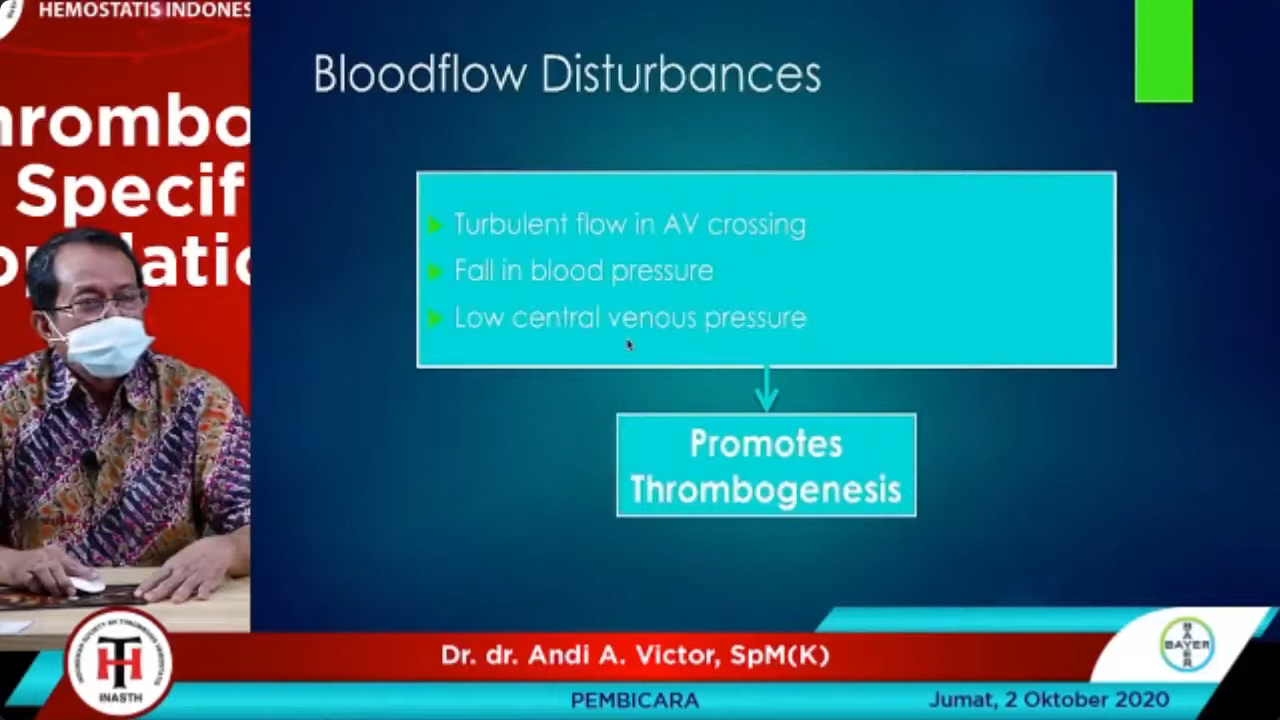 HEMOSTATIS INDONES
hrombo
Specif
Bloodflow Disturbances
Turbulent flow in AV crossing
Fall in blood pressure
Low central venous pressure
Promotes
Thrombogenesis
INASTH
Dr. dr. Andi A. Victor, SpM(K)
BAYER
PEMBICARA
Jumat, 2 Oktober 2020